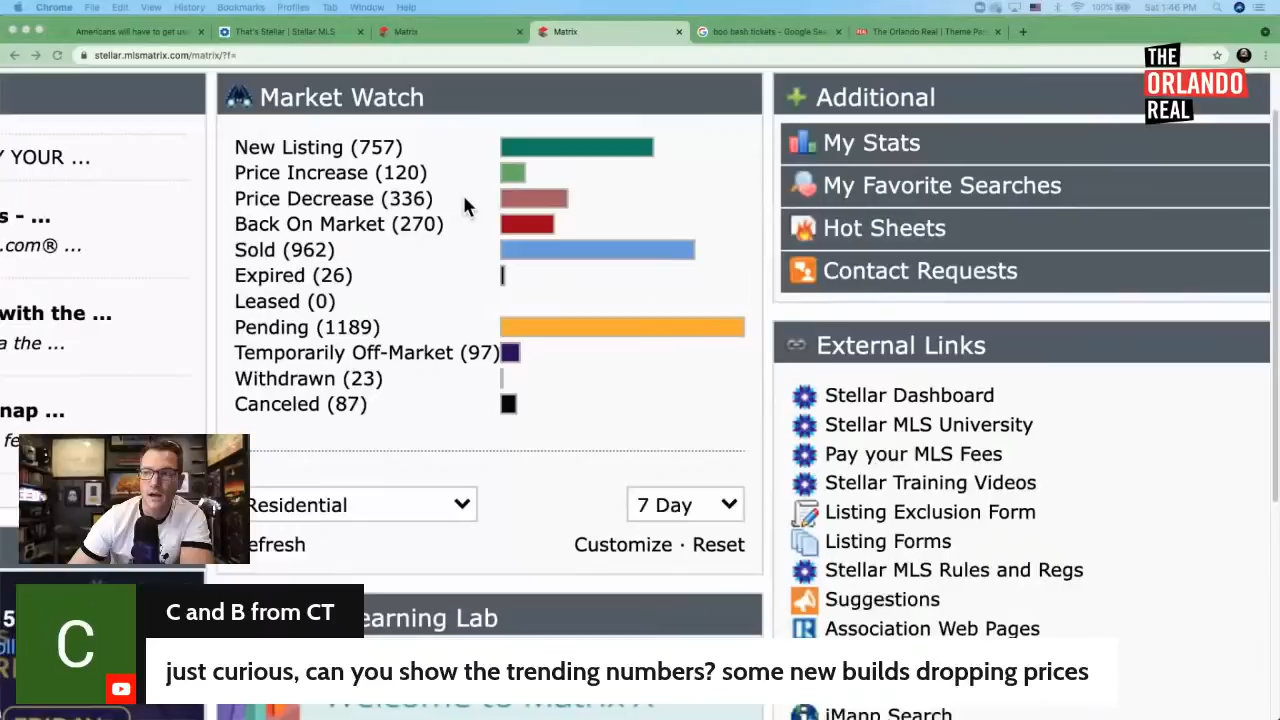 Chrome File Edit View History Bookmarks Profiles Tab Window Help 100% Sat 1:46 PM
Americans will have to get us That's Stellar | Stellar MLS Matrix Matrix boo bash tickets - Google Sea The Orlando Real | Theme Par
stellar.mlsmatrix.com/matrix/?f=
THE
ORLANDO
REAL
Y YOUR ...
s - ...
.com® ...
with the ...
a the ...
nap ...
fe
Market Watch
New Listing (757)
Price Increase (120)
Price Decrease (336)
Back On Market (270)
Sold (962)
Expired (26)
Leased (0)
Pending (1189)
Temporarily Off-Market (97)
Withdrawn (23)
Canceled (87)
Residential 7 Day
efresh Customize · Reset
earning Lab
Additional
My Stats
My Favorite Searches
Hot Sheets
Contact Requests
External Links
Stellar Dashboard
Stellar MLS University
Pay your MLS Fees
Stellar Training Videos
Listing Exclusion Form
Listing Forms
Stellar MLS Rules and Regs
Suggestions
Association Web Pages
iMapp Search
C
C and B from CT
just curious, can you show the trending numbers? some new builds dropping prices